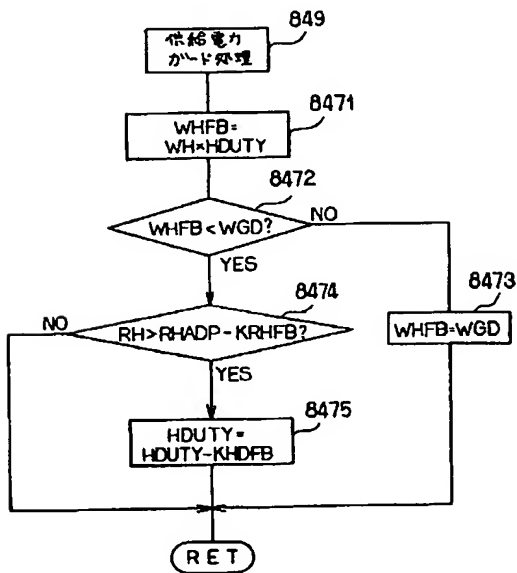 849
供給電力
ガード処理
8471
WHFB=
WH×HDUTY
8472
WHFB<WGD?
NO
YES
8473
WHFB=WGD
8474
NO
RH>RHADP-KRHFB?
YES
8475
HDUTY=
HDUTY-KHDFB
RET